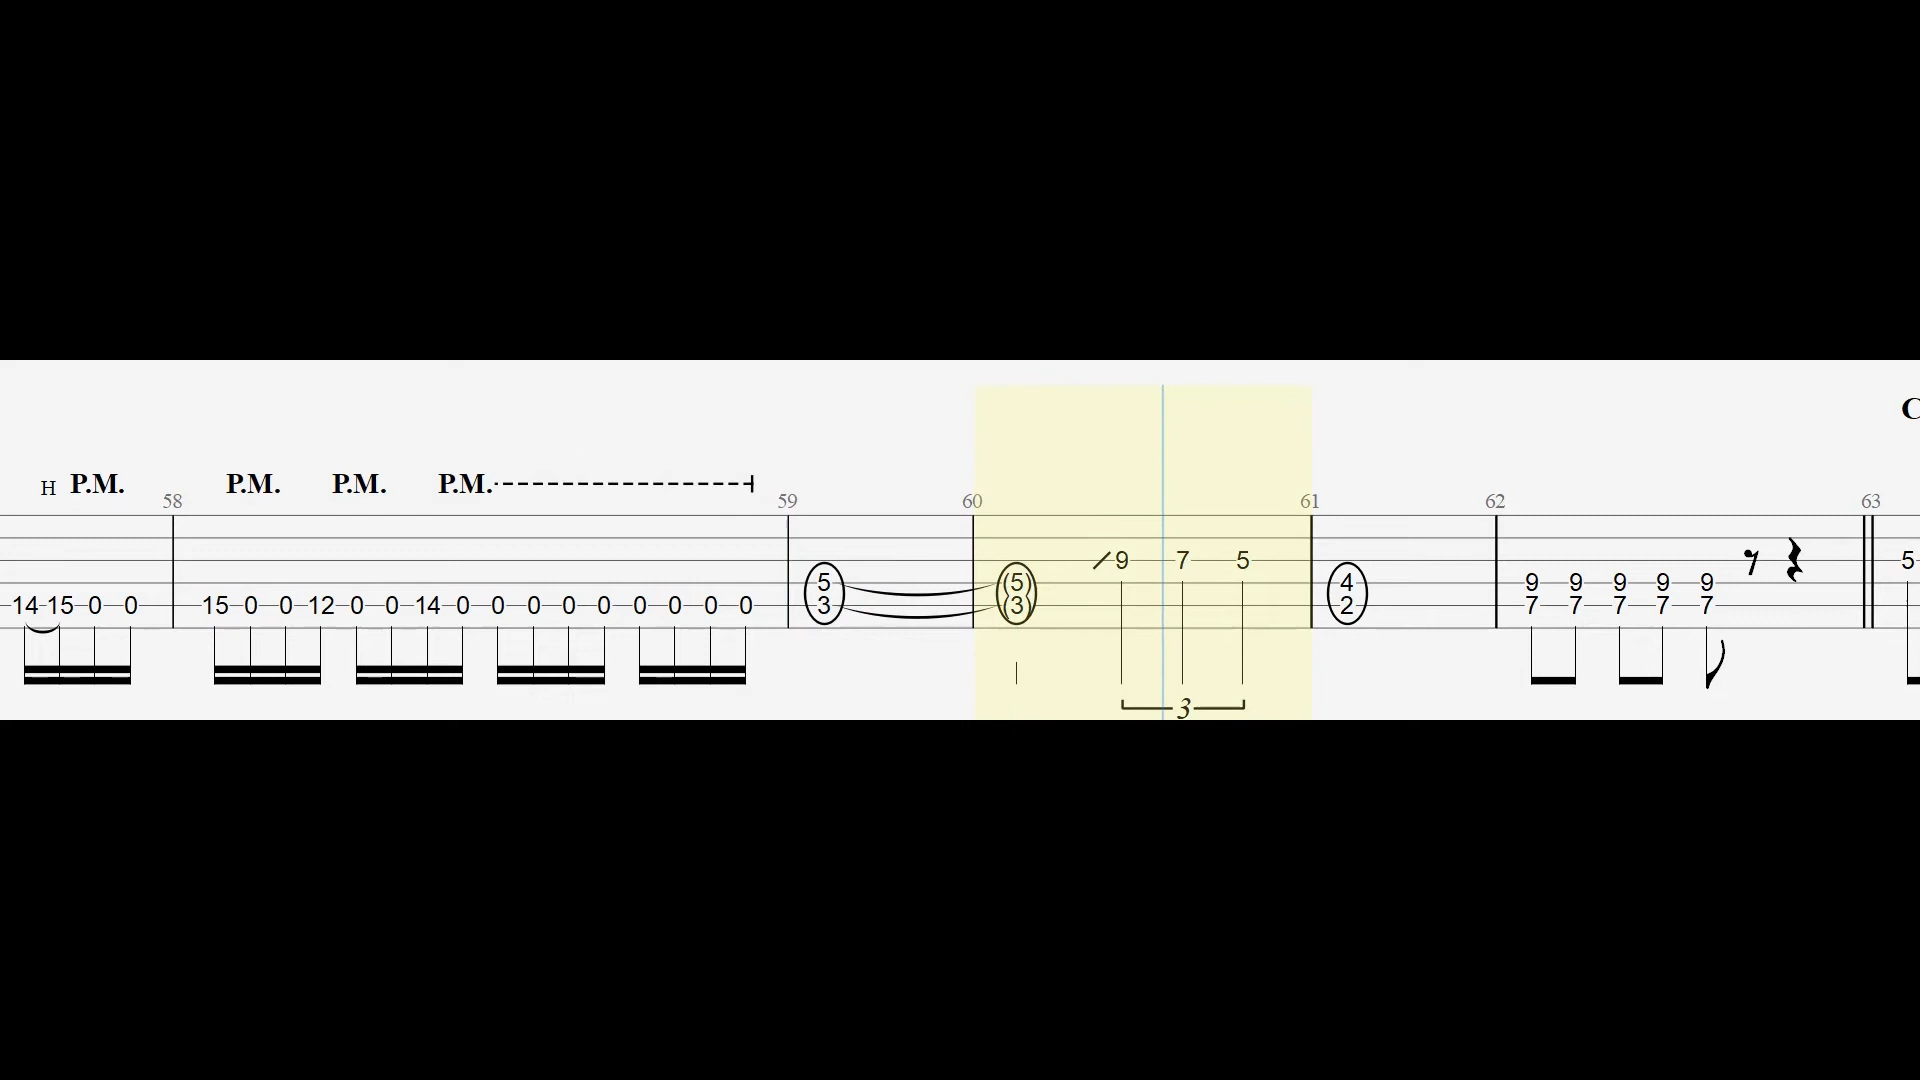 C
H P.M. P.M. P.M. P.M.
58 59 60 61 62 63
9 7 5 5
5 (5) 4 9 9 9 9 9
14 15 0 0 15 0 0 12 0 0 14 0 0 0 0 0 0 0 0 0 3 (3) 2 7 7 7 7 7
3